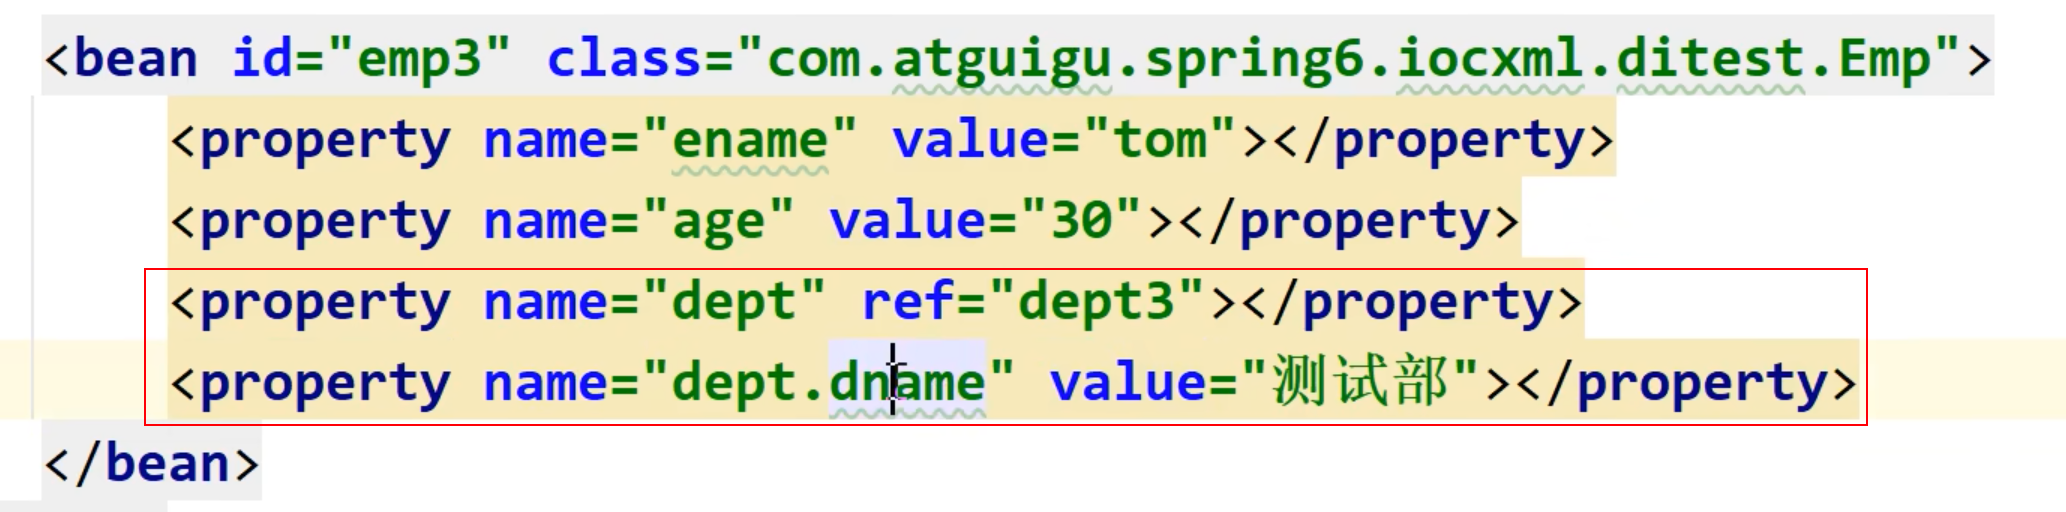 <bean id="emp3" class="com.atguigu.spring6.iocxml.ditest.Emp">
<property name="ename" value="tom"></property>
<property name="age" value="30"></property>
<property name="dept" ref="dept3"></property>
<property name="dept.dname" value="测试部"></property>
</bean>